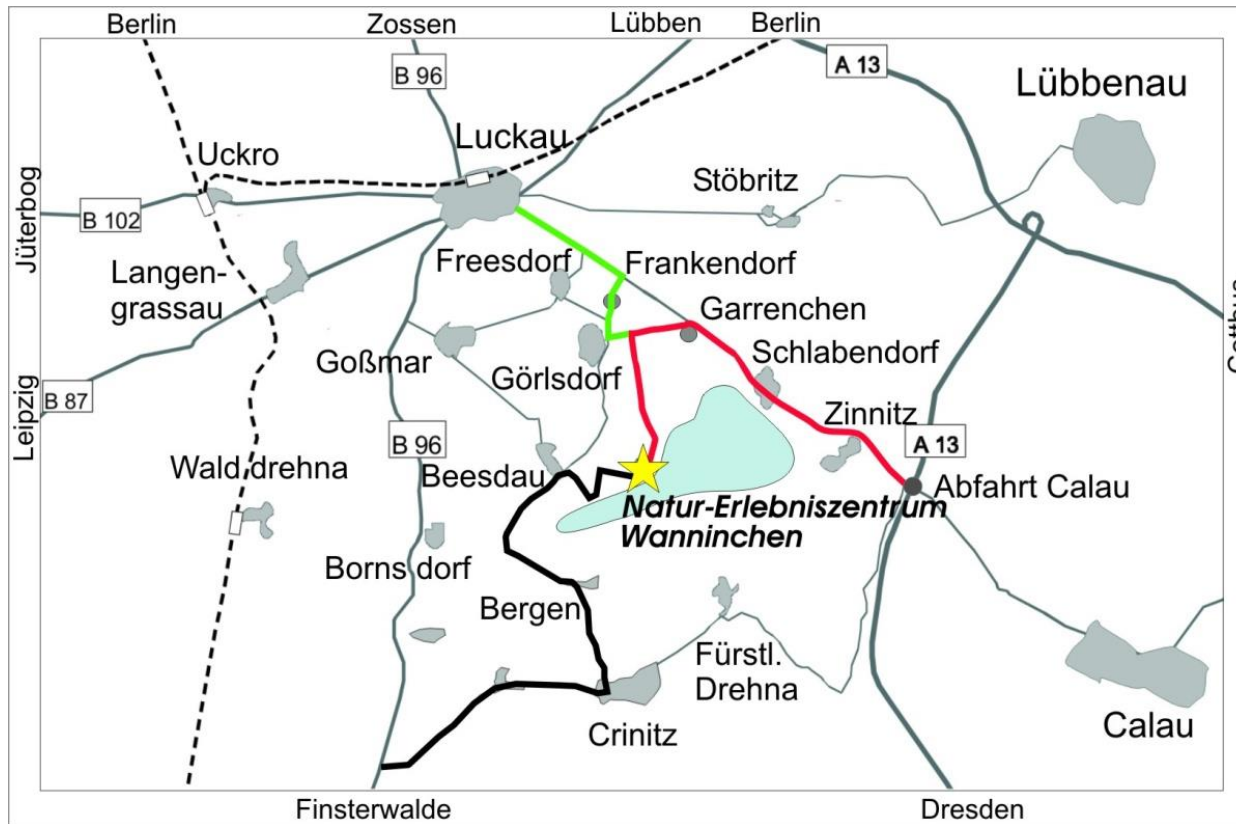 Berlin
Zossen
Lübben
Berlin
B 96
A 13
Lübbenau
Luckau
Uckro
Stöbritz
B 102
Jüterbog
Freesdorf
Frankendorf
Langen-
grassau
Garrenchen
Goßmar
Görlsdorf
Schlabendorf
Leipzig
B 87
Zinnitz
B 96
A 13
Wald drehna
Beesdau
Abfahrt Calau
Natur-Erlebniszentrum
Wanninchen
Borns dorf
Bergen
Fürstl.
Drehna
Crinitz
Calau
Finsterwalde
Dresden